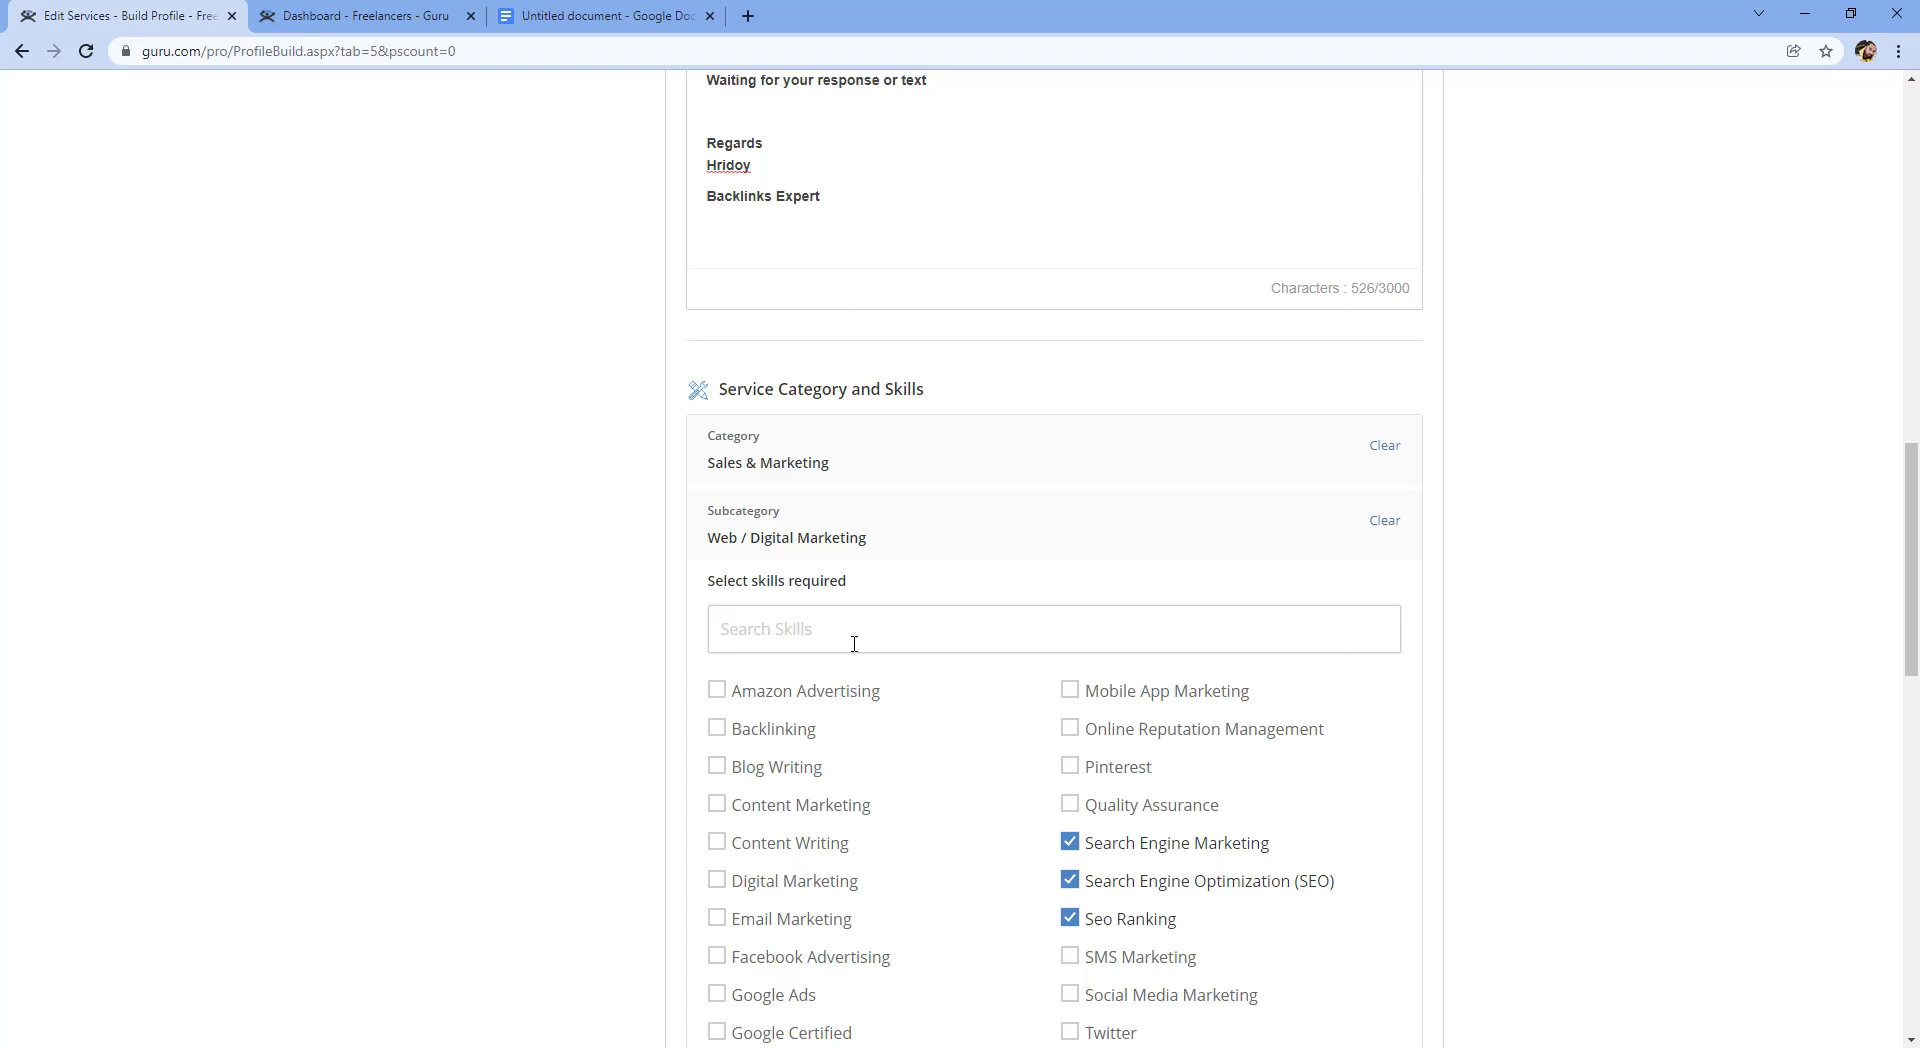 Edit Services - Build Profile - Free
Dashboard - Freelancers - Guru
Untitled document - Google Doc
guru.com/pro/ProfileBuild.aspx?tab=5&pscount=0
Waiting for your response or text
Regards
Hridoy
Backlinks Expert
Characters : 526/3000
Service Category and Skills
Category
Clear
Sales & Marketing
Subcategory
Clear
Web / Digital Marketing
Select skills required
Search Skills
Amazon Advertising
Mobile App Marketing
Backlinking
Online Reputation Management
Blog Writing
Pinterest
Content Marketing
Quality Assurance
Content Writing
Search Engine Marketing
Digital Marketing
Search Engine Optimization (SEO)
Email Marketing
Seo Ranking
Facebook Advertising
SMS Marketing
Google Ads
Social Media Marketing
Google Certified
Twitter